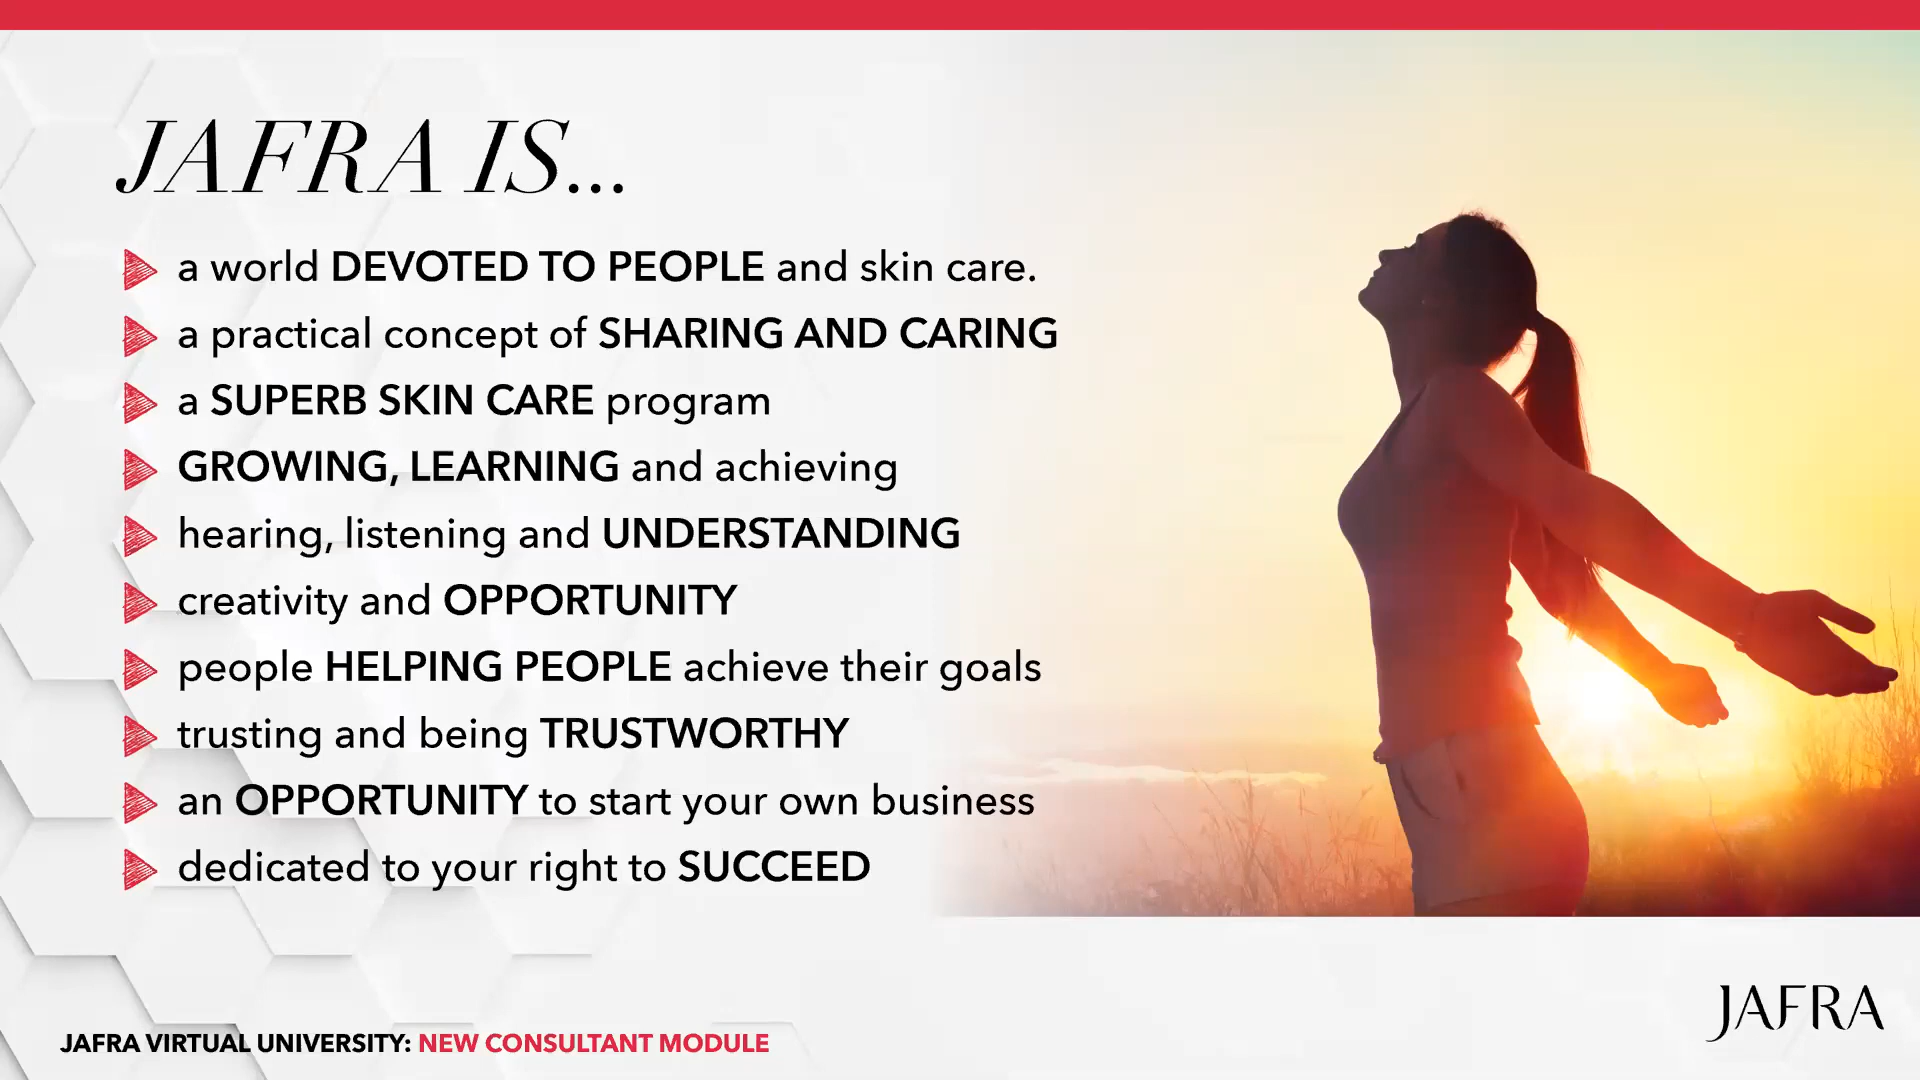 JAFRA IS...
a world DEVOTED TO PEOPLE and skin care.
a practical concept of SHARING AND CARING
a SUPERB SKIN CARE program
GROWING, LEARNING and achieving
hearing, listening and UNDERSTANDING
creativity and OPPORTUNITY
people HELPING PEOPLE achieve their goals
trusting and being TRUSTWORTHY
an OPPORTUNITY to start your own business
dedicated to your right to SUCCEED
JAFRA
JAFRA VIRTUAL UNIVERSITY: NEW CONSULTANT MODULE